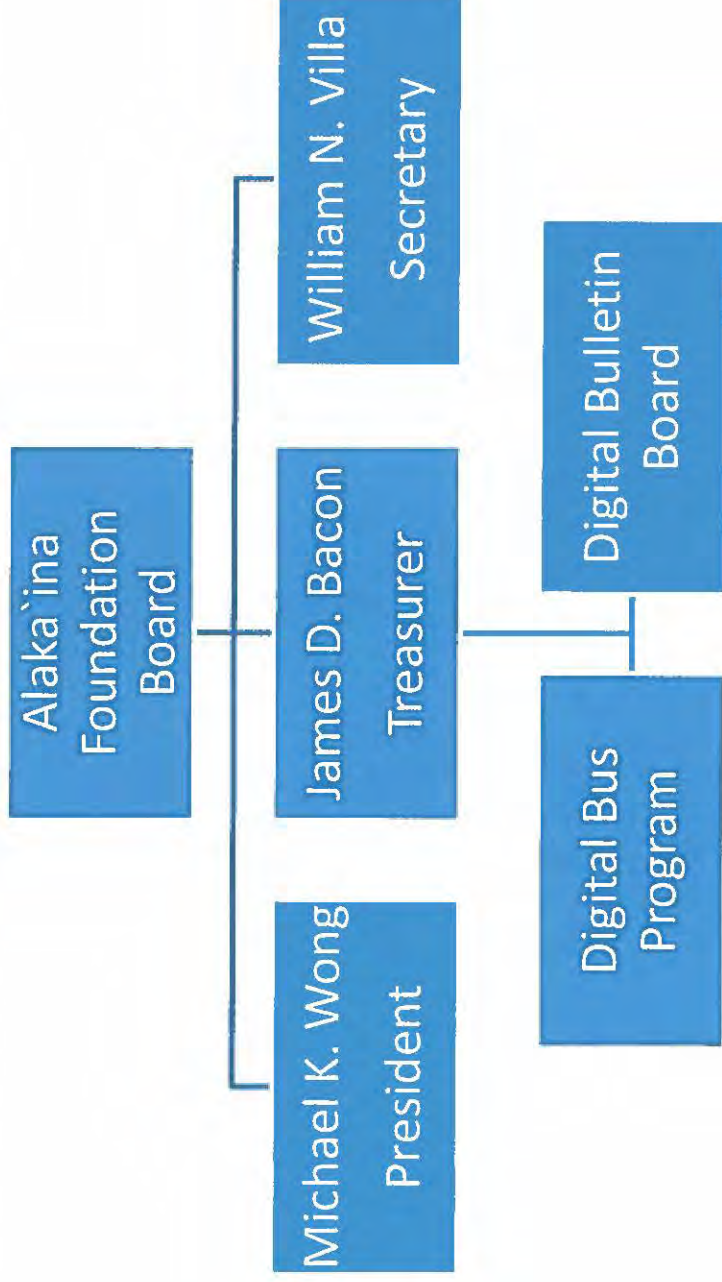 Alaka`ina
Foundation
Board
Michael K. Wong
President
James D. Bacon
Treasurer
William N. Villa
Secretary
Digital Bus
Program
Digital Bulletin
Board